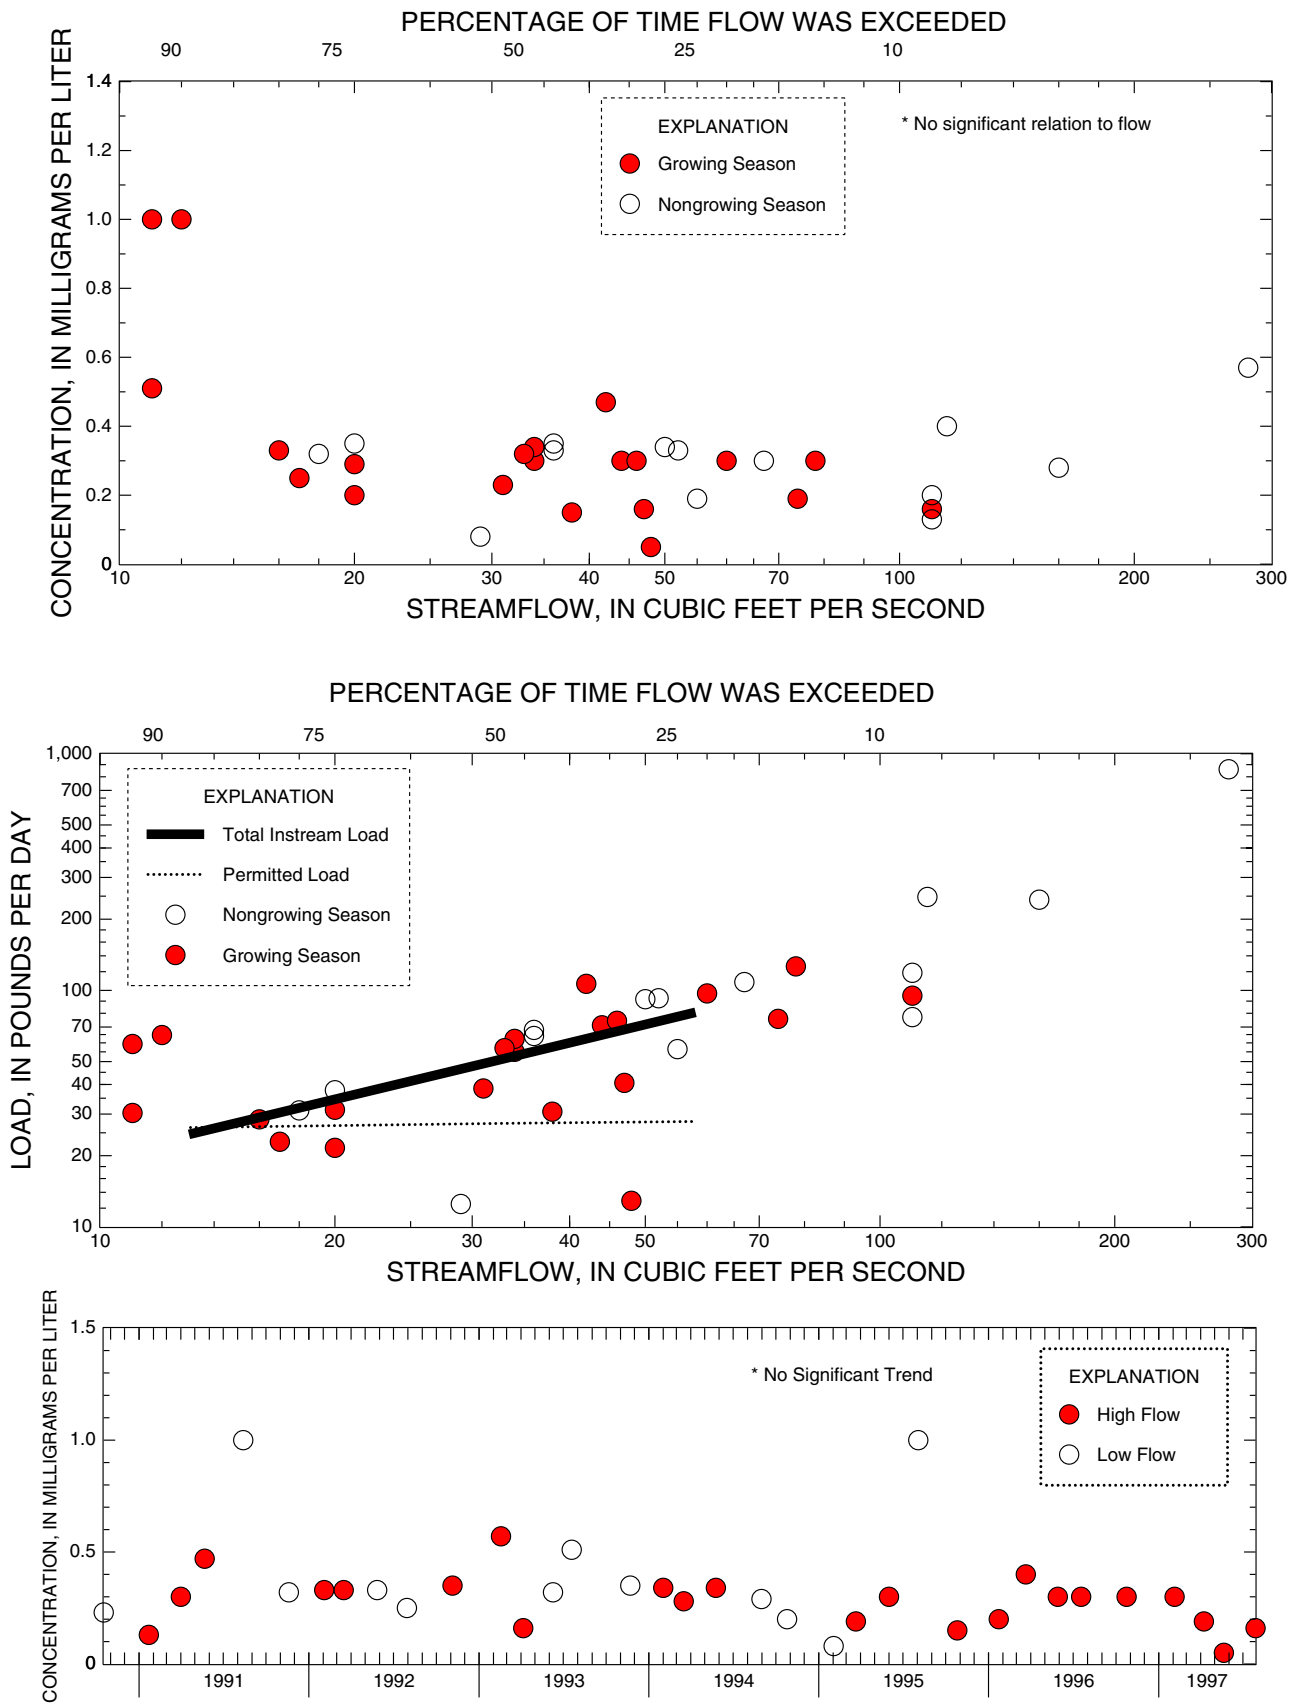 PERCENTAGE OF TIME FLOW WAS EXCEEDED
90 75 50 25 10
CONCENTRATION, IN MILLIGRAMS PER LITER
1.4
1.2
1.0
0.8
0.6
0.4
0.2
0
EXPLANATION
Growing Season
Nongrowing Season
* No significant relation to flow
10 20 30 40 50 70 100 200 300
STREAMFLOW, IN CUBIC FEET PER SECOND
PERCENTAGE OF TIME FLOW WAS EXCEEDED
90 75 50 25 10
LOAD, IN POUNDS PER DAY
1,000
700
500
400
300
200
100
70
50
40
30
20
10
EXPLANATION
Total Instream Load
Permitted Load
Nongrowing Season
Growing Season
10 20 30 40 50 70 100 200 300
STREAMFLOW, IN CUBIC FEET PER SECOND
CONCENTRATION, IN MILLIGRAMS PER LITER
1.5
1.0
0.5
0
* No Significant Trend
EXPLANATION
High Flow
Low Flow
1991 1992 1993 1994 1995 1996 1997